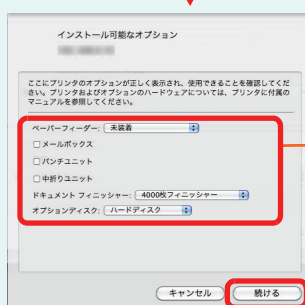 インストール可能なオプション
ここにプリンタのオプションが正しく表示され、使用できることを確認してくだ
さい。プリンタおよびオプションのハードウェアについては、プリンタに付属の
マニュアルを参照してください。
ペーパーフィーダー: 未装着
メールボックス
パンチユニット
中折りユニット
ドキュメント フィニッシャー: 4000枚フィニッシャー
オプションディスク: ハードディスク
キャンセル 続ける